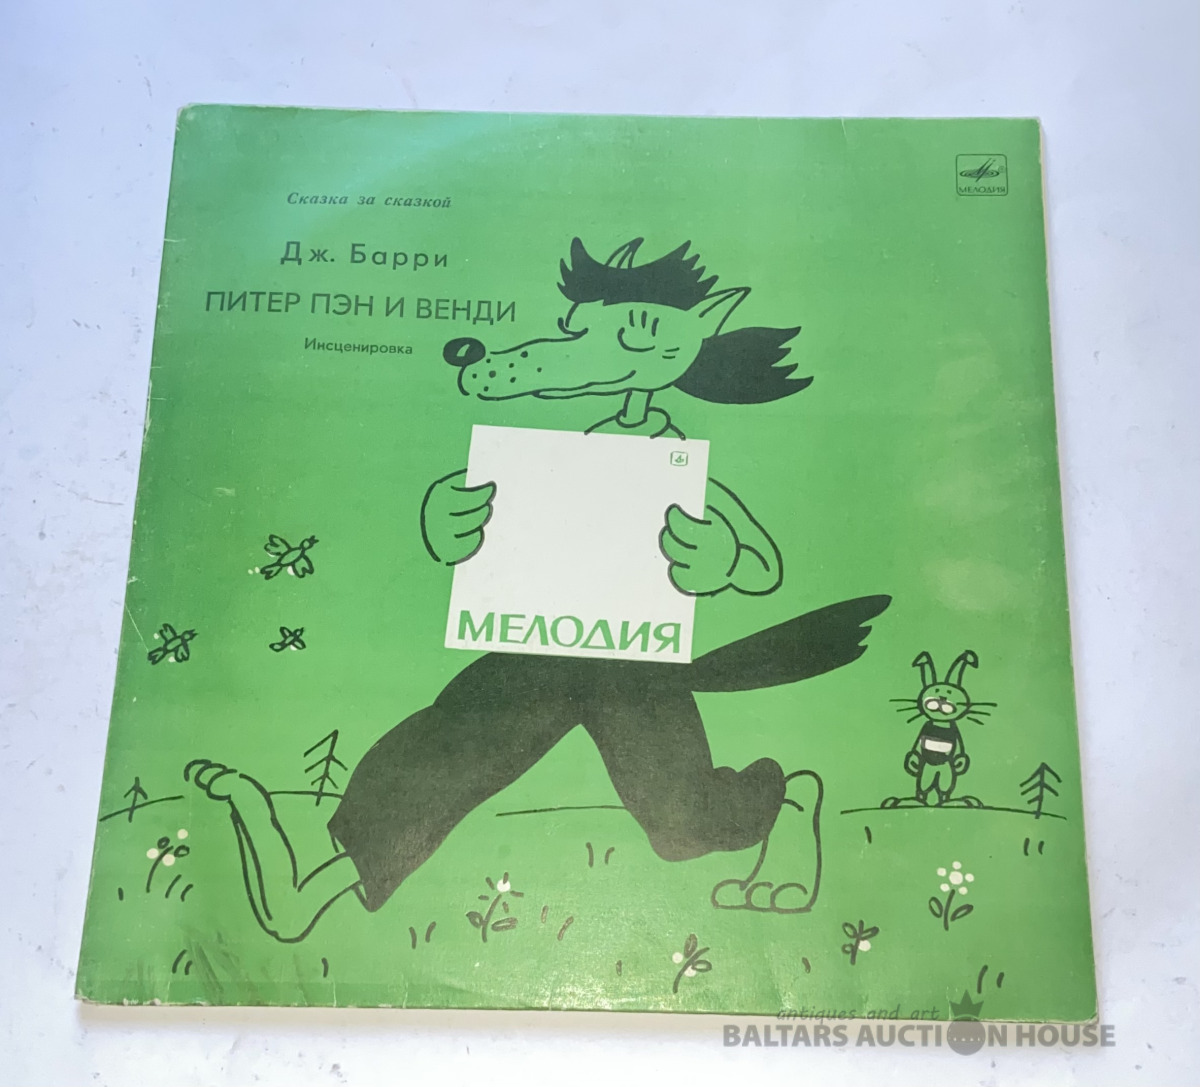 МЕЛОДИЯ
Сказка за сказкой
Дж. Барри
ПИТЕР ПЭН И ВЕНДИ
Инсценировка
МЕЛОДИЯ
antiques and art
BALTARS AUCTION HOUSE